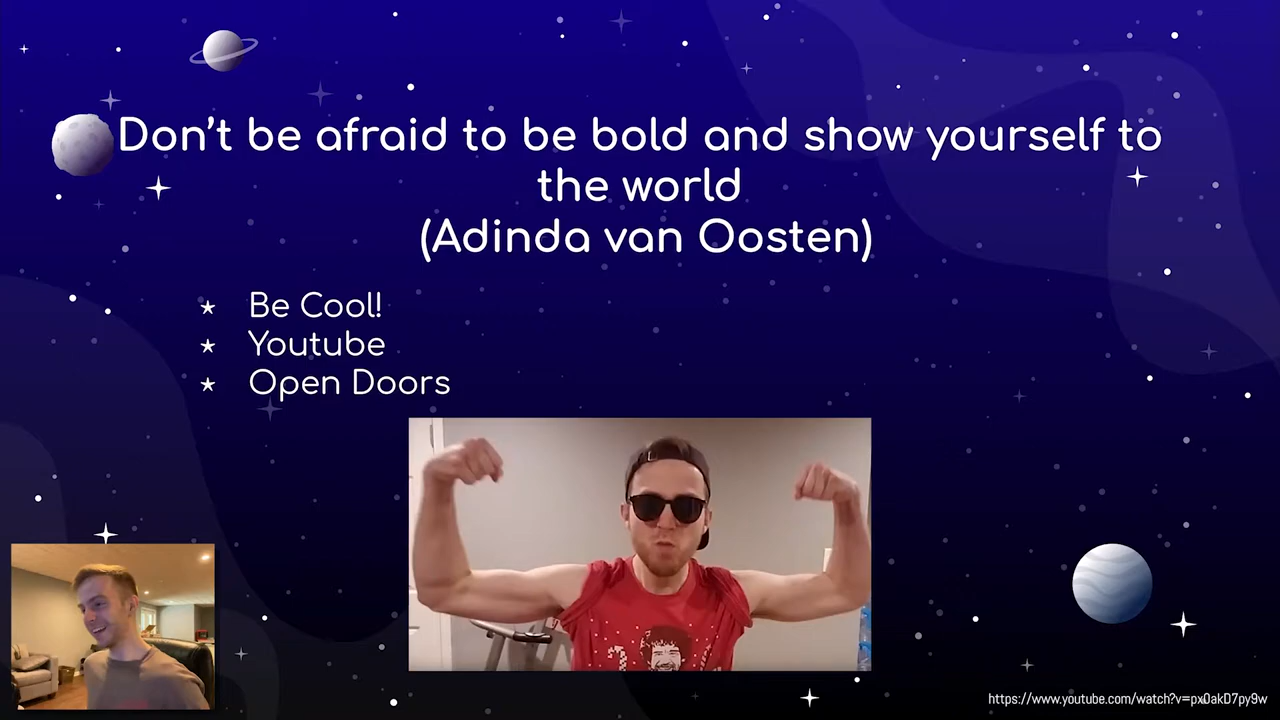 Don't be afraid to be bold and show yourself to
the world
(Adinda van Oosten)
★ Be Cool!
★ Youtube
★ Open Doors
https://www.youtube.com/watch?v=px0akD7py9w